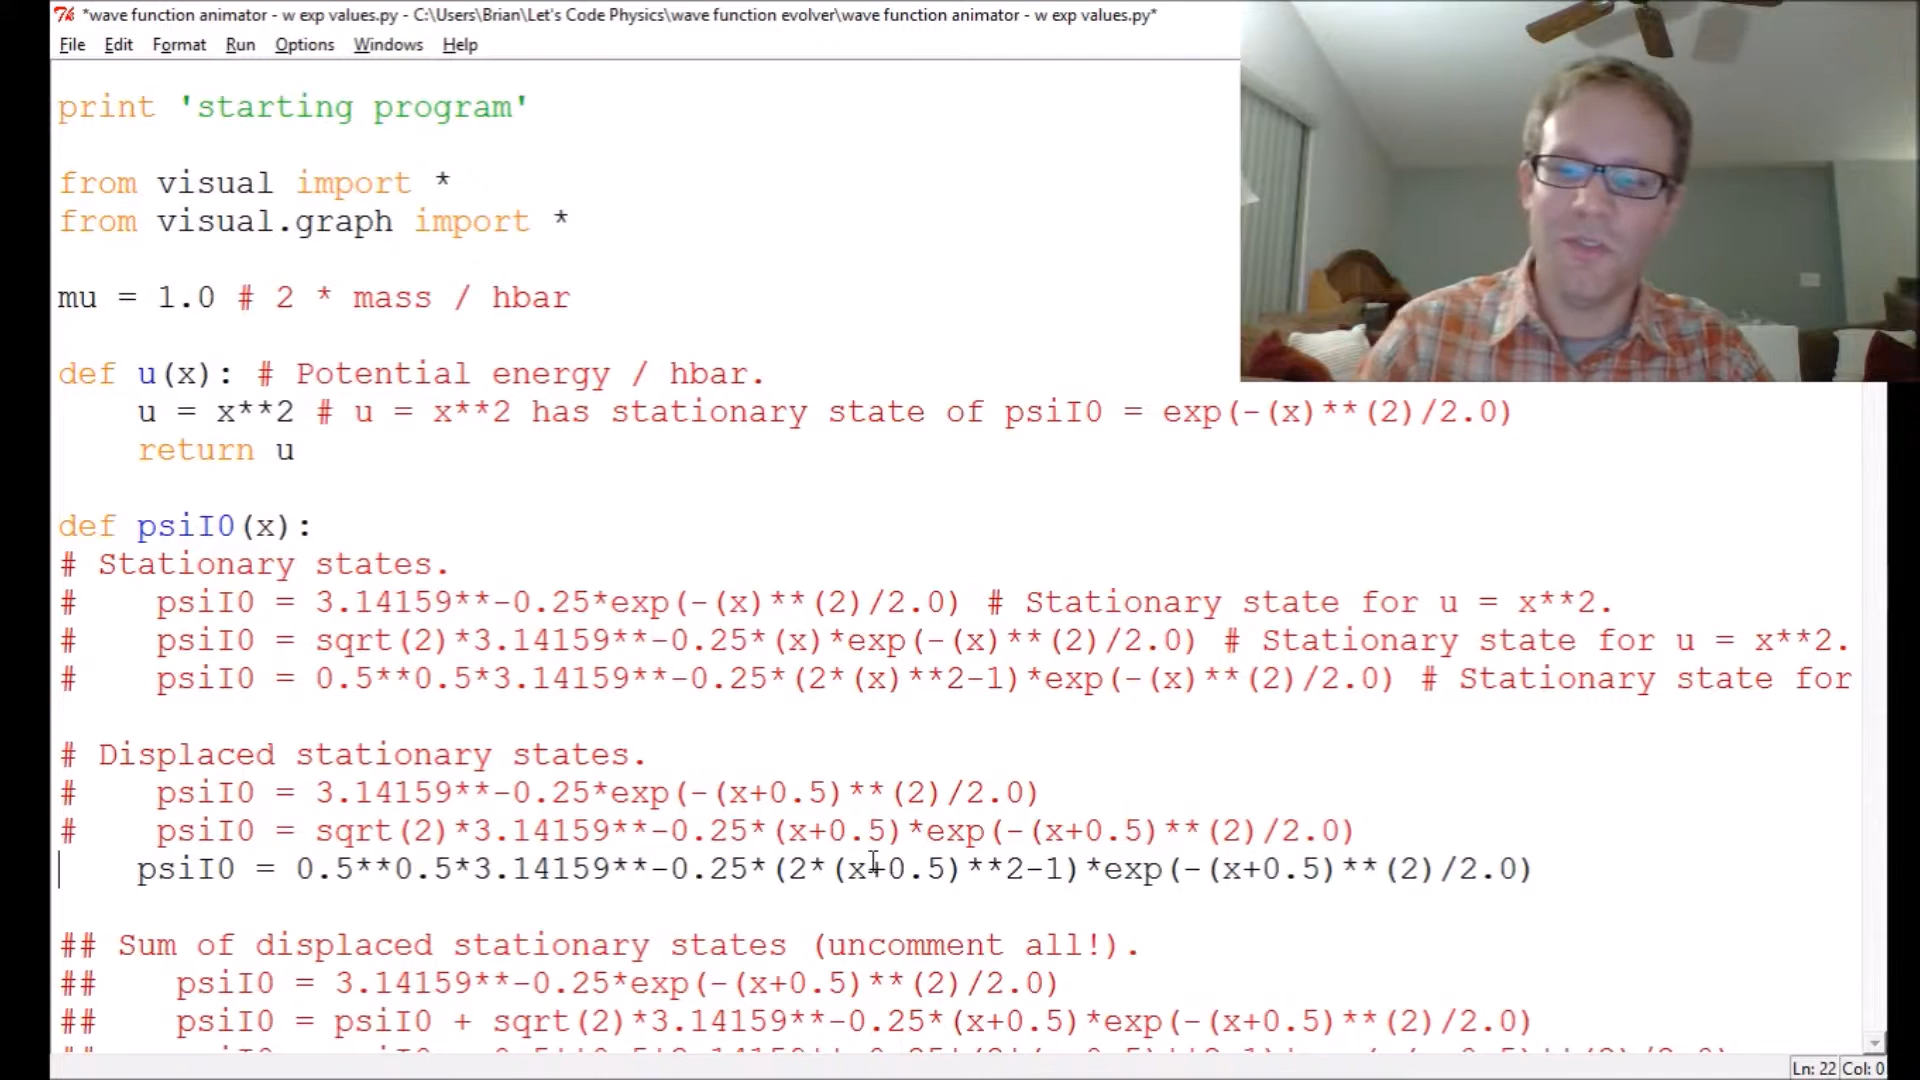 *wave function animator - w exp values.py - C:\Users\Brian\Let's Code Physics\wave function evolver\wave function animator - w exp values.py*
File Edit Format Run Options Windows Help
print 'starting program'
from visual import *
from visual.graph import *
mu = 1.0 # 2 * mass / hbar
def u(x): # Potential energy / hbar.
    u = x**2 # u = x**2 has stationary state of psiI0 = exp(-(x)**(2)/2.0)
    return u
def psiI0(x):
# Stationary states.
#    psiI0 = 3.14159**-0.25*exp(-(x)**(2)/2.0) # Stationary state for u = x**2.
#    psiI0 = sqrt(2)*3.14159**-0.25*(x)*exp(-(x)**(2)/2.0) # Stationary state for u = x**2.
#    psiI0 = 0.5**0.5*3.14159**-0.25*(2*(x)**2-1)*exp(-(x)**(2)/2.0) # Stationary state for
# Displaced stationary states.
#    psiI0 = 3.14159**-0.25*exp(-(x+0.5)**(2)/2.0)
#    psiI0 = sqrt(2)*3.14159**-0.25*(x+0.5)*exp(-(x+0.5)**(2)/2.0)
    psiI0 = 0.5**0.5*3.14159**-0.25*(2*(x+0.5)**2-1)*exp(-(x+0.5)**(2)/2.0)
## Sum of displaced stationary states (uncomment all!).
##    psiI0 = 3.14159**-0.25*exp(-(x+0.5)**(2)/2.0)
##    psiI0 = psiI0 + sqrt(2)*3.14159**-0.25*(x+0.5)*exp(-(x+0.5)**(2)/2.0)
Ln: 22 Col: 0